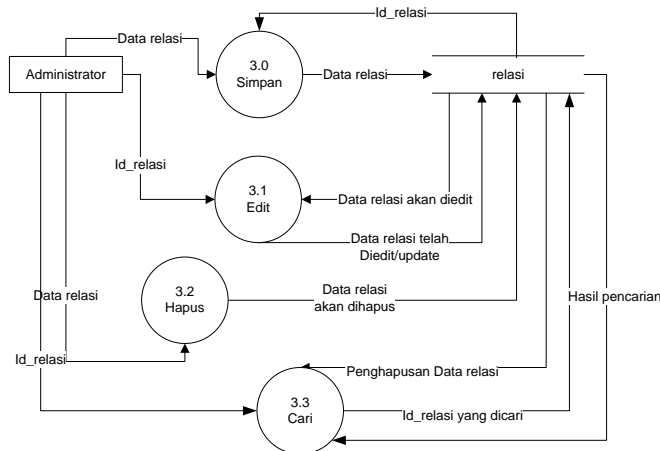 Id_relasi
Data relasi
3.0
Simpan
Data relasi
Administrator
relasi
Id_relasi
3.1
Edit
Data relasi akan diedit
Data relasi telah
Diedit/update
3.2
Hapus
Data relasi
akan dihapus
Data relasi
Hasil pencarian
Id_relasi
Penghapusan Data relasi
3.3
Cari
Id_relasi yang dicari